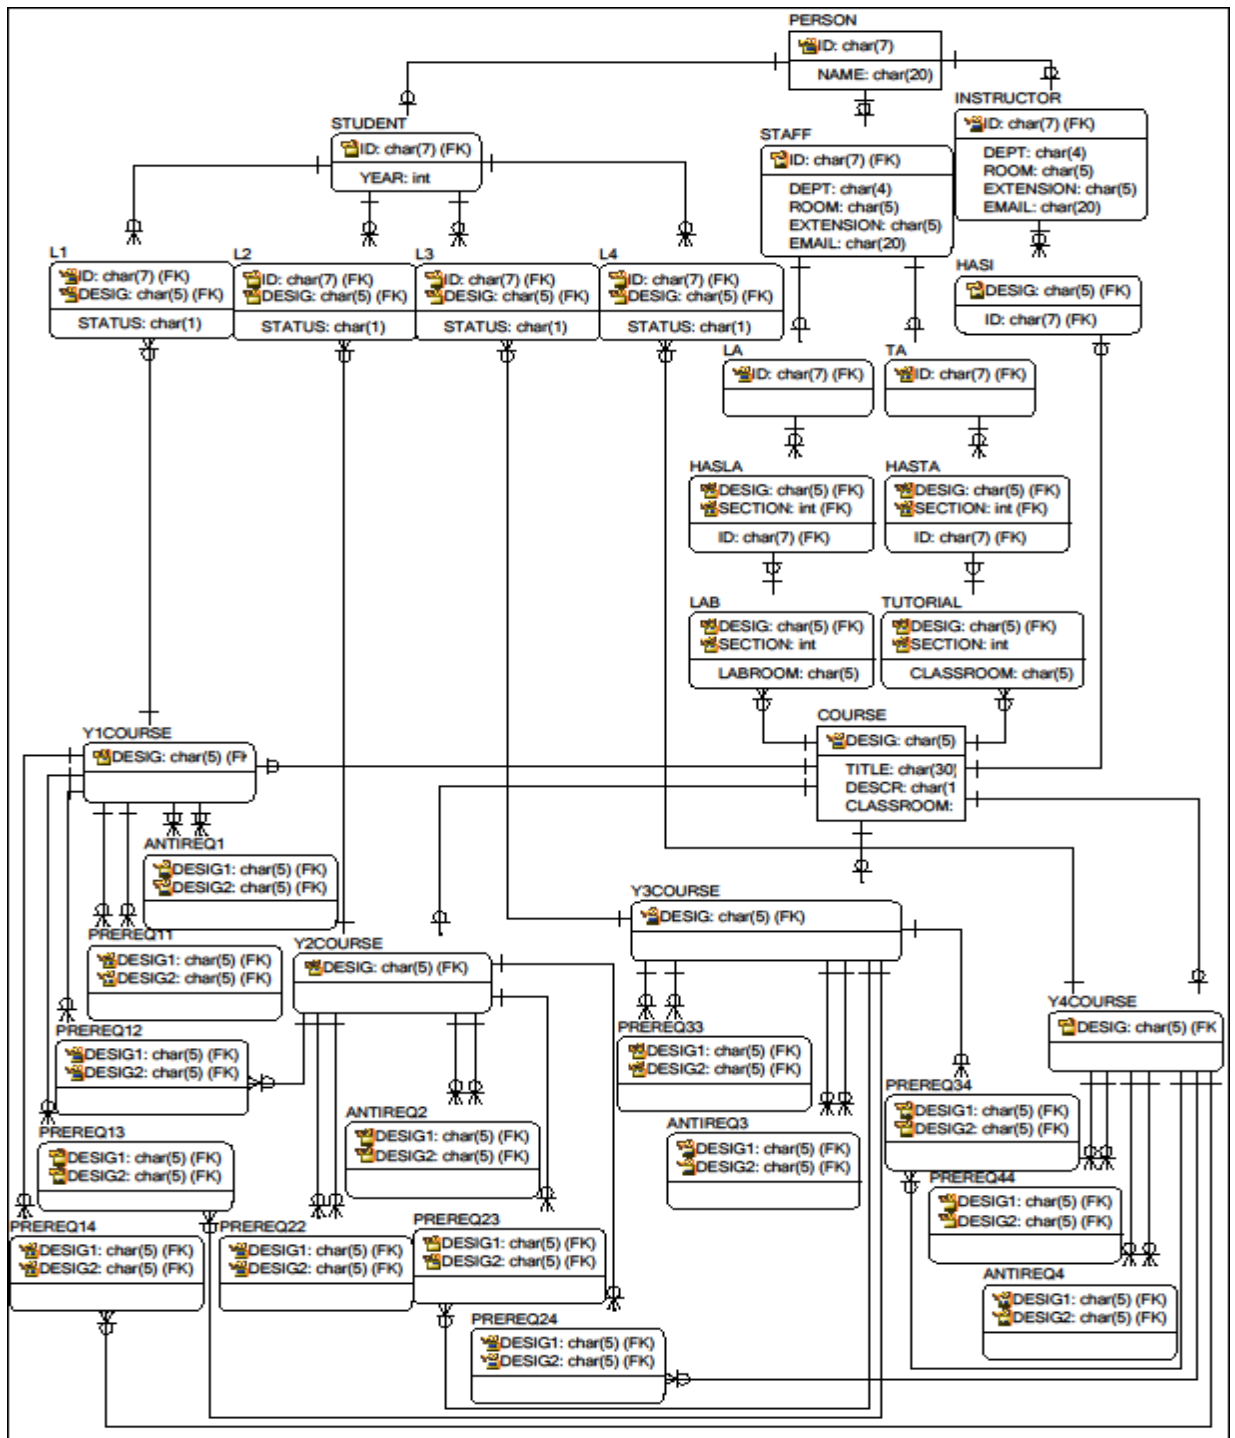 PERSON
ID: char(7)
NAME: char(20)
INSTRUCTOR
ID: char(7) (FK)
DEPT: char(4)
ROOM: char(5)
EXTENSION: char(5)
EMAIL: char(20)
STUDENT
ID: char(7) (FK)
YEAR: int
STAFF
ID: char(7) (FK)
DEPT: char(4)
ROOM: char(5)
EXTENSION: char(5)
EMAIL: char(20)
L1
ID: char(7) (FK)
DESIG: char(5) (FK)
STATUS: char(1)
L2
ID: char(7) (FK)
DESIG: char(5) (FK)
STATUS: char(1)
L3
ID: char(7) (FK)
DESIG: char(5) (FK)
STATUS: char(1)
L4
ID: char(7) (FK)
DESIG: char(5) (FK)
STATUS: char(1)
HASI
DESIG: char(5) (FK)
ID: char(7) (FK)
LA
ID: char(7) (FK)
TA
ID: char(7) (FK)
HASLA
DESIG: char(5) (FK)
SECTION: int (FK)
ID: char(7) (FK)
HASTA
DESIG: char(5) (FK)
SECTION: int (FK)
ID: char(7) (FK)
LAB
DESIG: char(5) (FK)
SECTION: int
LABROOM: char(5)
TUTORIAL
DESIG: char(5) (FK)
SECTION: int
CLASSROOM: char(5)
COURSE
DESIG: char(5)
TITLE: char(30)
DESCR: char(1
CLASSROOM:
Y1COURSE
DESIG: char(5) (FK
ANTIREQ1
DESIG1: char(5) (FK)
DESIG2: char(5) (FK)
PREREQ11
DESIG1: char(5) (FK)
DESIG2: char(5) (FK)
Y2COURSE
DESIG: char(5) (FK)
Y3COURSE
DESIG: char(5) (FK)
Y4COURSE
DESIG: char(5) (FK
PREREQ12
DESIG1: char(5) (FK)
DESIG2: char(5) (FK)
PREREQ33
DESIG1: char(5) (FK)
DESIG2: char(5) (FK)
PREREQ34
DESIG1: char(5) (FK)
DESIG2: char(5) (FK)
ANTIREQ2
DESIG1: char(5) (FK)
DESIG2: char(5) (FK)
ANTIREQ3
DESIG1: char(5) (FK)
DESIG2: char(5) (FK)
PREREQ13
DESIG1: char(5) (FK)
DESIG2: char(5) (FK)
PREREQ44
DESIG1: char(5) (FK)
DESIG2: char(5) (FK)
PREREQ14
DESIG1: char(5) (FK)
DESIG2: char(5) (FK)
PREREQ22
DESIG1: char(5) (FK)
DESIG2: char(5) (FK)
PREREQ23
DESIG1: char(5) (FK)
DESIG2: char(5) (FK)
ANTIREQ4
DESIG1: char(5) (FK)
DESIG2: char(5) (FK)
PREREQ24
DESIG1: char(5) (FK)
DESIG2: char(5) (FK)